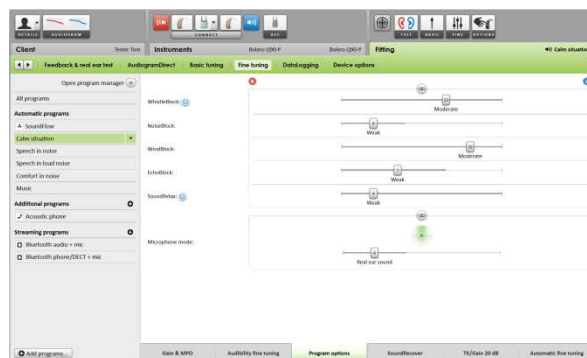 DETAILS AUDIOGRAM CONNECT REC TEST BASIC FINE OPTIONS
Client Tester Tom Instruments Bolero Q90-P Bolero Q90-P Fitting Calm situation
Feedback & real ear test AudiogramDirect Basic tuning Fine tuning DataLogging Device options
Open program manager
All programs
Automatic programs
A SoundFlow
Calm situation
Speech in noise
Speech in loud noise
Comfort in noise
Music
Additional programs
Acoustic phone
Streaming programs
Bluetooth audio + mic
Bluetooth phone/DECT + mic
WhistleBlock:
Moderate
NoiseBlock:
Weak
WindBlock:
Moderate
EchoBlock:
Weak
SoundRelax:
Weak
Microphone mode:
Real ear sound
Add programs...
Gain & MPO Audibility fine tuning Program options SoundRecover TK/Gain 20 dB Automatic fine tuning